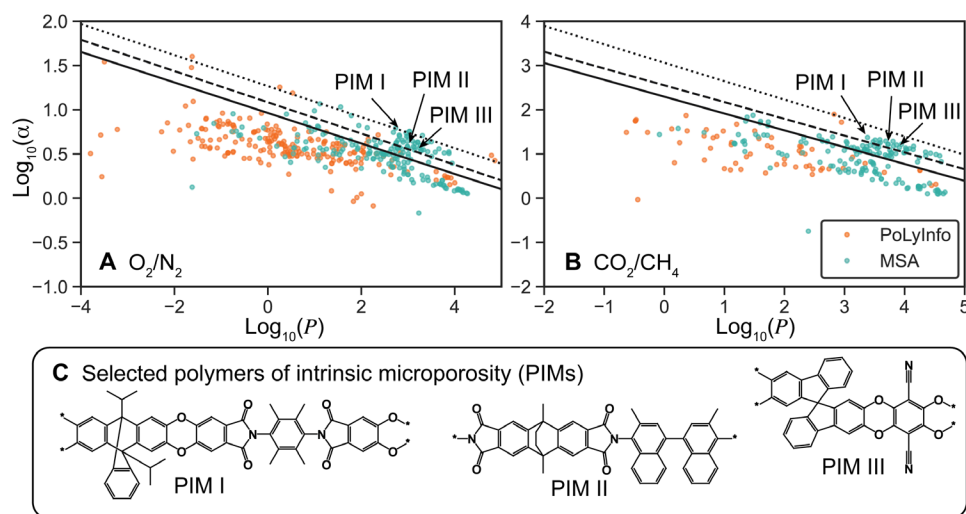 2.0
1.5
1.0
0.5
0.0
−0.5
−1.0
Log₁₀(α)
PIM I
PIM II
PIM III
A O₂/N₂
−4 −2 0 2 4
Log₁₀(P)
4
3
2
1
0
−1
−2
PIM I
PIM II
PIM III
B CO₂/CH₄
PoLyInfo
MSA
−2 −1 0 1 2 3 4 5
Log₁₀(P)
C Selected polymers of intrinsic microporosity (PIMs)
* * O O O O N N O O O O * *
PIM I
* N O O O O N *
PIM II
* * O O N N O O * *
PIM III